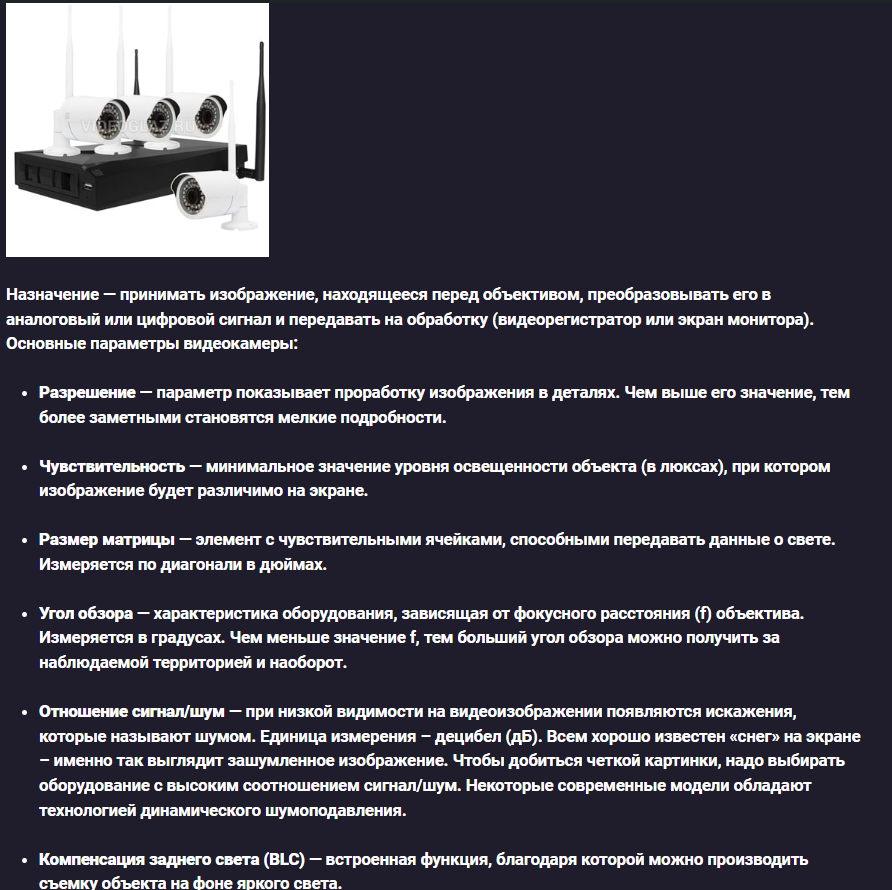 VIDEOGLAZ.RU
Назначение — принимать изображение, находящееся перед объективом, преобразовывать его в
аналоговый или цифровой сигнал и передавать на обработку (видеорегистратор или экран монитора).
Основные параметры видеокамеры:
• Разрешение — параметр показывает проработку изображения в деталях. Чем выше его значение, тем
более заметными становятся мелкие подробности.
• Чувствительность — минимальное значение уровня освещенности объекта (в люксах), при котором
изображение будет различимо на экране.
• Размер матрицы — элемент с чувствительными ячейками, способными передавать данные о свете.
Измеряется по диагонали в дюймах.
• Угол обзора — характеристика оборудования, зависящая от фокусного расстояния (f) объектива.
Измеряется в градусах. Чем меньше значение f, тем больший угол обзора можно получить за
наблюдаемой территорией и наоборот.
• Отношение сигнал/шум — при низкой видимости на видеоизображении появляются искажения,
которые называют шумом. Единица измерения – децибел (дБ). Всем хорошо известен «снег» на экране
– именно так выглядит зашумленное изображение. Чтобы добиться четкой картинки, надо выбирать
оборудование с высоким соотношением сигнал/шум. Некоторые современные модели обладают
технологией динамического шумоподавления.
• Компенсация заднего света (BLC) — встроенная функция, благодаря которой можно производить
съемку объекта на фоне яркого света.